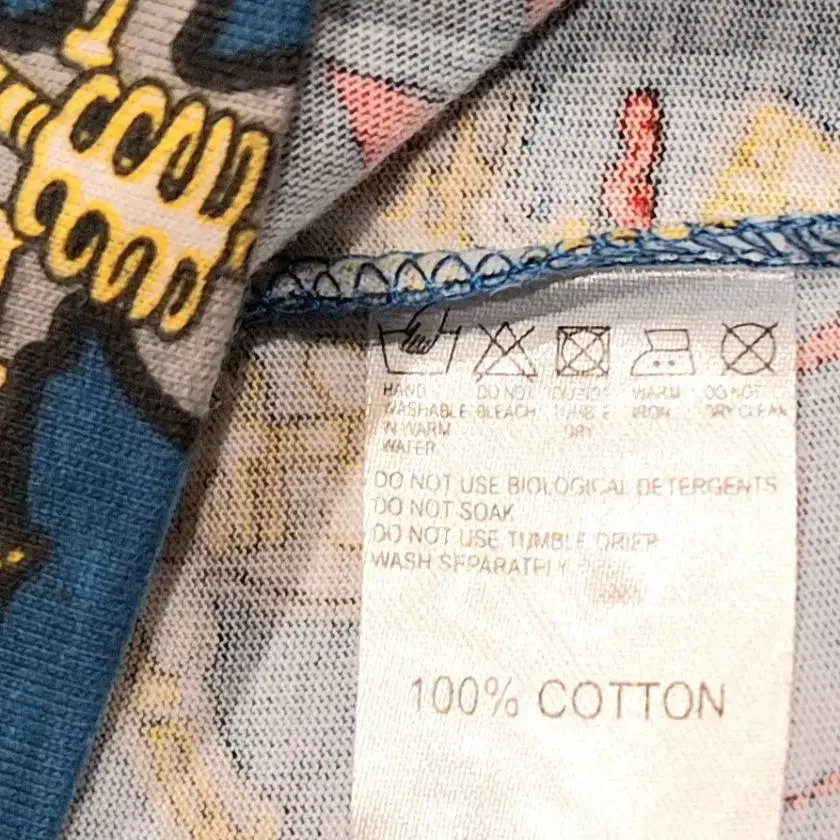 HAND WASHABLE IN WARM WATER
DO NOT BLEACH
WARM IRON
DO NOT DRY CLEAN
DO NOT USE BIOLOGICAL DETERGENTS
DO NOT SOAK
DO NOT USE TUMBLE DRIER
WASH SEPARATELY
100% COTTON